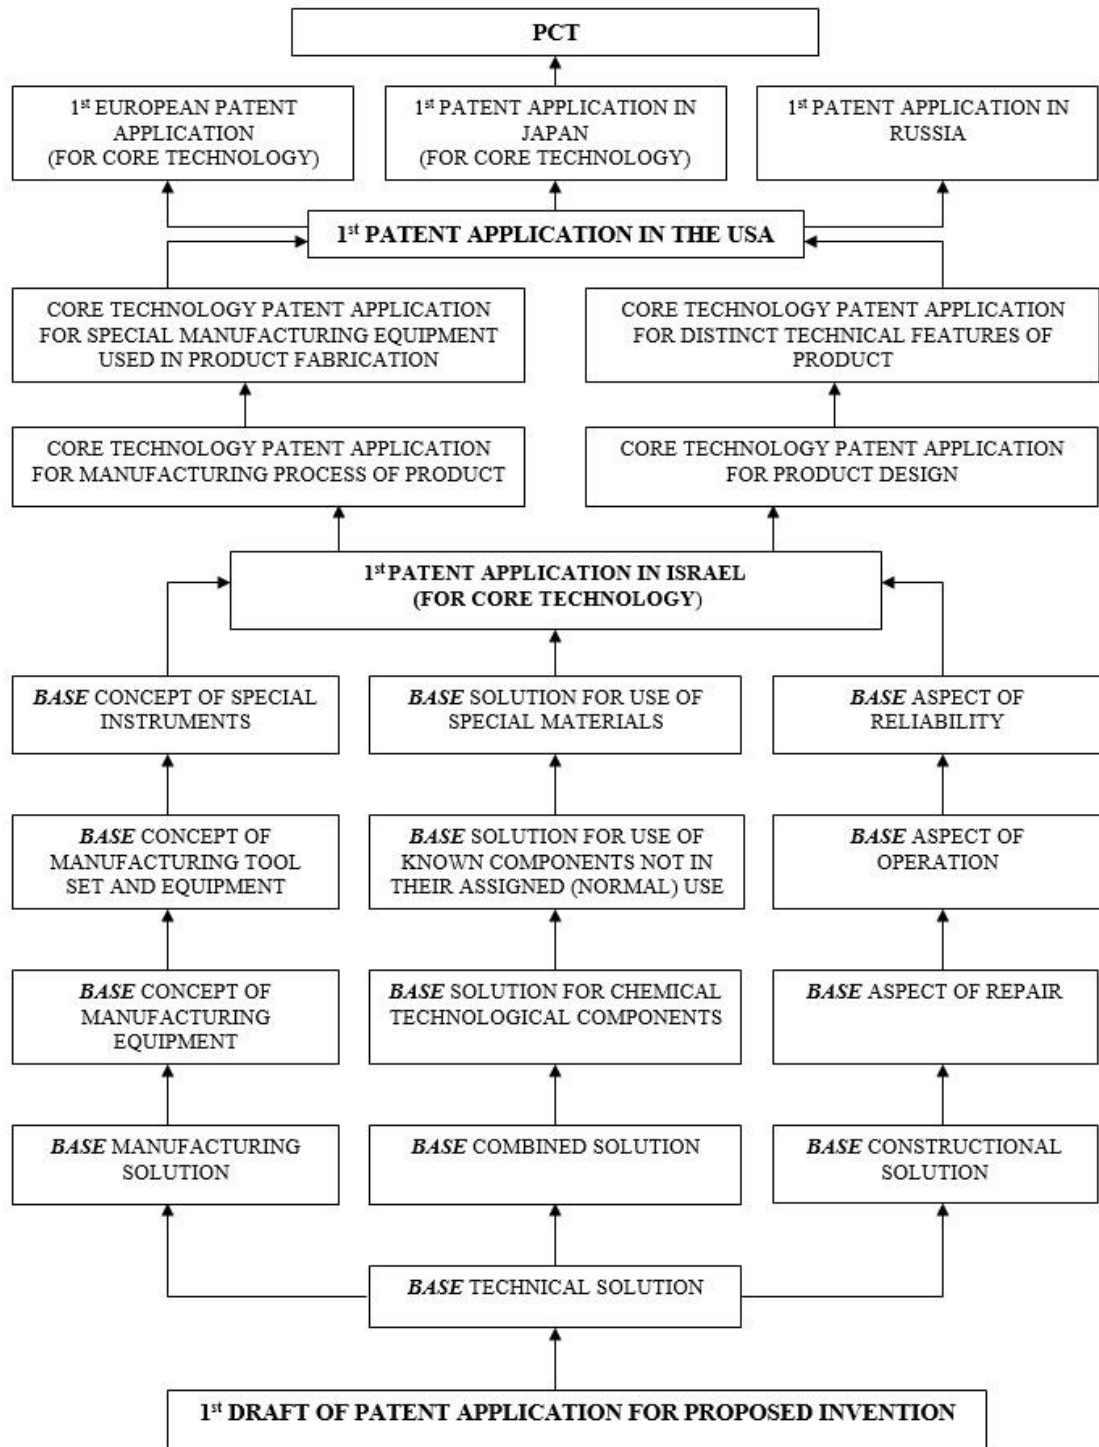 PCT
1st EUROPEAN PATENT
APPLICATION
(FOR CORE TECHNOLOGY)
1st PATENT APPLICATION IN
JAPAN
(FOR CORE TECHNOLOGY)
1st PATENT APPLICATION IN
RUSSIA
1st PATENT APPLICATION IN THE USA
CORE TECHNOLOGY PATENT APPLICATION
FOR SPECIAL MANUFACTURING EQUIPMENT
USED IN PRODUCT FABRICATION
CORE TECHNOLOGY PATENT APPLICATION
FOR DISTINCT TECHNICAL FEATURES OF
PRODUCT
CORE TECHNOLOGY PATENT APPLICATION
FOR MANUFACTURING PROCESS OF PRODUCT
CORE TECHNOLOGY PATENT APPLICATION
FOR PRODUCT DESIGN
1st PATENT APPLICATION IN ISRAEL
(FOR CORE TECHNOLOGY)
BASE CONCEPT OF SPECIAL
INSTRUMENTS
BASE SOLUTION FOR USE OF
SPECIAL MATERIALS
BASE ASPECT OF
RELIABILITY
BASE CONCEPT OF
MANUFACTURING TOOL
SET AND EQUIPMENT
BASE SOLUTION FOR USE OF
KNOWN COMPONENTS NOT IN
THEIR ASSIGNED (NORMAL) USE
BASE ASPECT OF
OPERATION
BASE CONCEPT OF
MANUFACTURING
EQUIPMENT
BASE SOLUTION FOR CHEMICAL
TECHNOLOGICAL COMPONENTS
BASE ASPECT OF REPAIR
BASE MANUFACTURING
SOLUTION
BASE COMBINED SOLUTION
BASE CONSTRUCTIONAL
SOLUTION
BASE TECHNICAL SOLUTION
1st DRAFT OF PATENT APPLICATION FOR PROPOSED INVENTION